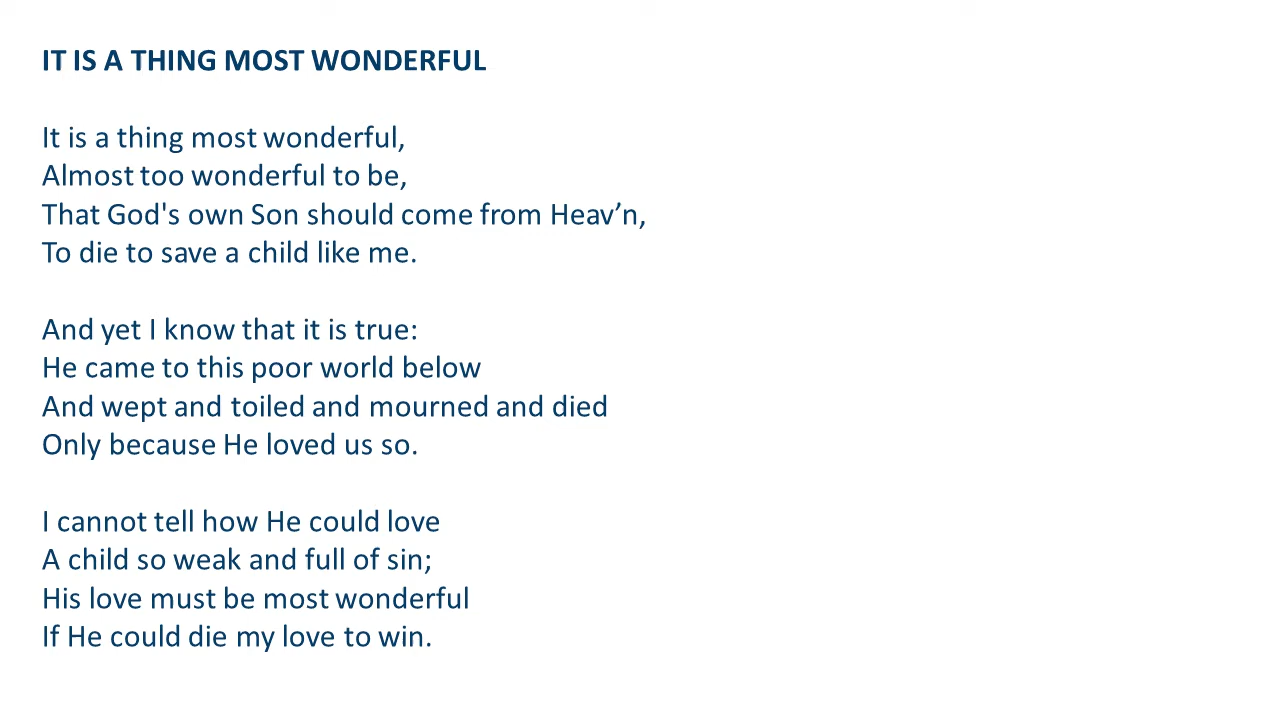 IT IS A THING MOST WONDERFUL
It is a thing most wonderful,
Almost too wonderful to be,
That God's own Son should come from Heav’n,
To die to save a child like me.
And yet I know that it is true:
He came to this poor world below
And wept and toiled and mourned and died
Only because He loved us so.
I cannot tell how He could love
A child so weak and full of sin;
His love must be most wonderful
If He could die my love to win.